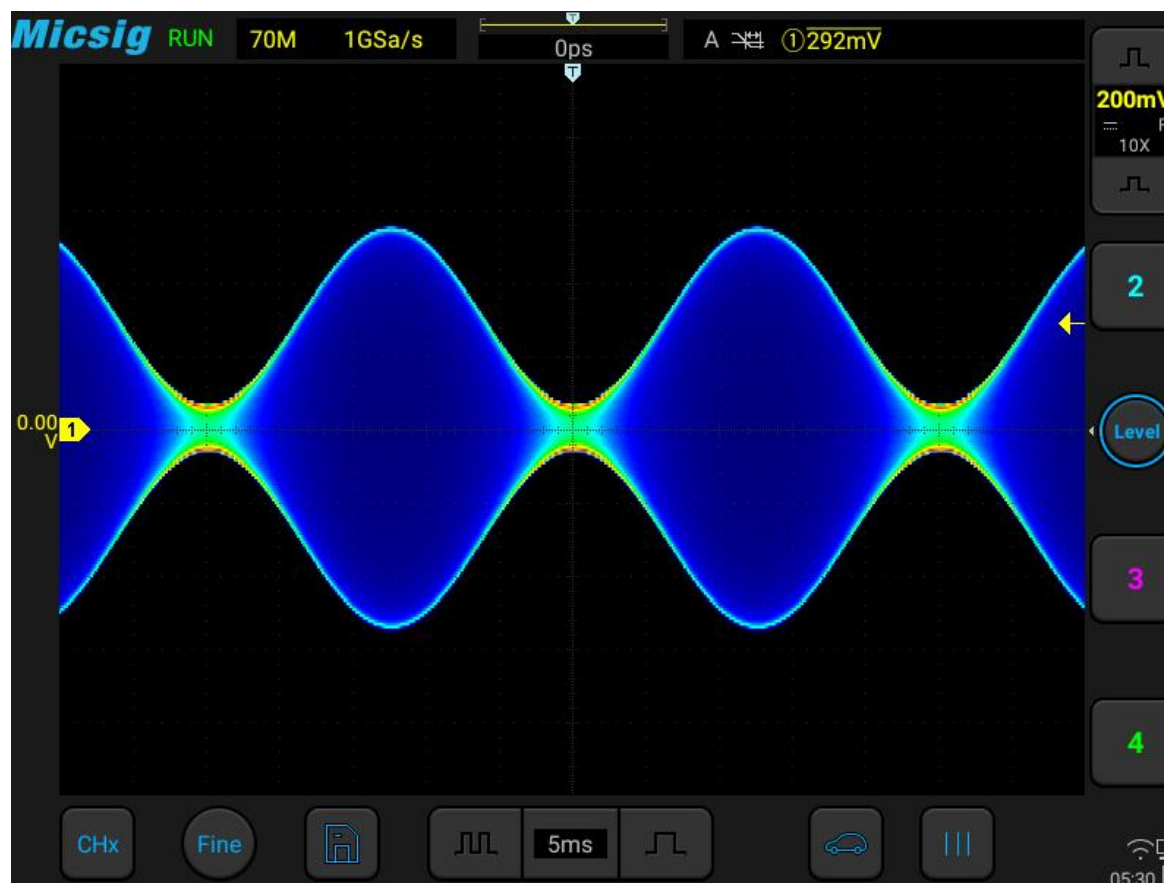 Micsig RUN 70M 1GSa/s T 0ps A ①292mV
T
200mV
10X
2
0.00 V 1
Level
3
4
CHx Fine 5ms
05:30